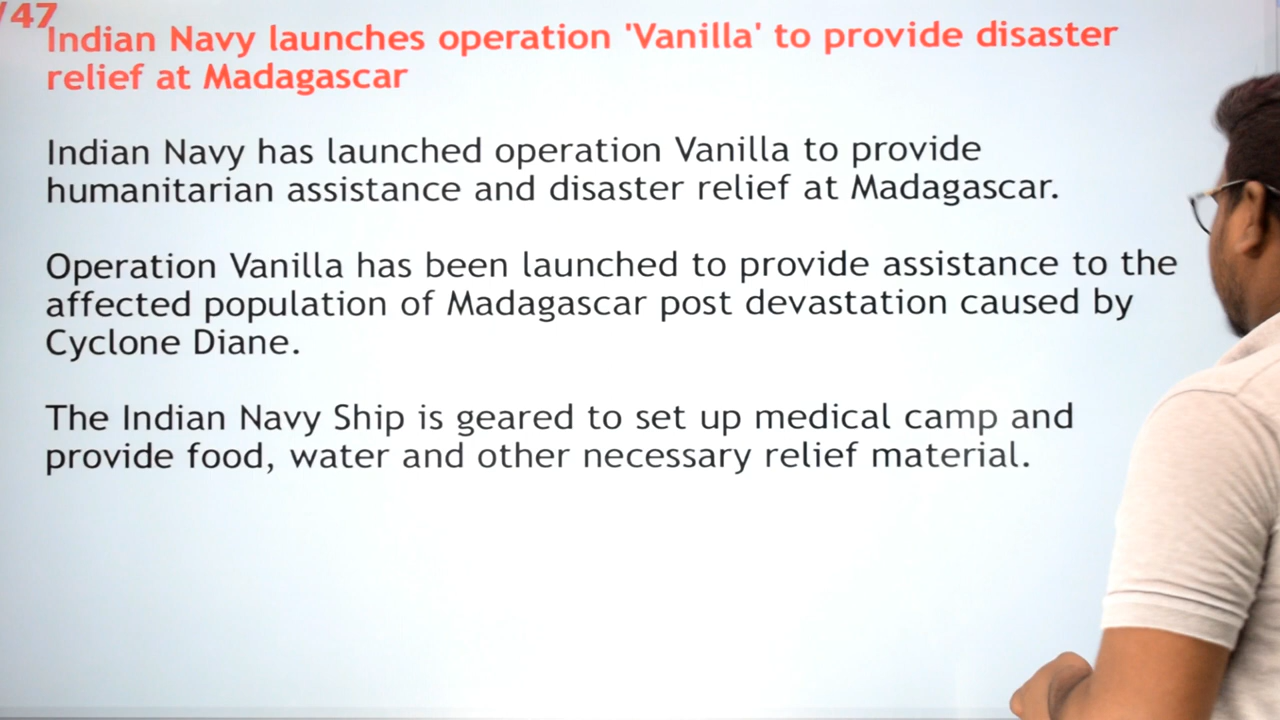 /47
Indian Navy launches operation 'Vanilla' to provide disaster
relief at Madagascar
Indian Navy has launched operation Vanilla to provide
humanitarian assistance and disaster relief at Madagascar.
Operation Vanilla has been launched to provide assistance to the
affected population of Madagascar post devastation caused by
Cyclone Diane.
The Indian Navy Ship is geared to set up medical camp and
provide food, water and other necessary relief material.